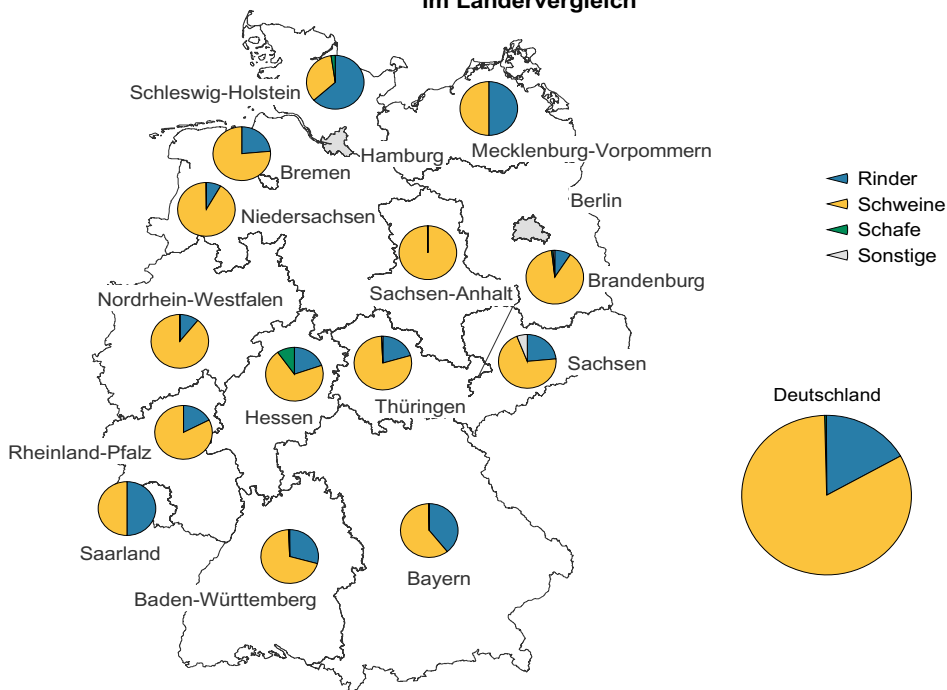 im Ländervergleich
Schleswig-Holstein
Hamburg
Mecklenburg-Vorpommern
Bremen
Rinder
Berlin
Schweine
Niedersachsen
Schafe
Sonstige
Brandenburg
Sachsen-Anhalt
Nordrhein-Westfalen
Sachsen
Deutschland
Thüringen
Hessen
Rheinland-Pfalz
Saarland
Bayern
Baden-Württemberg